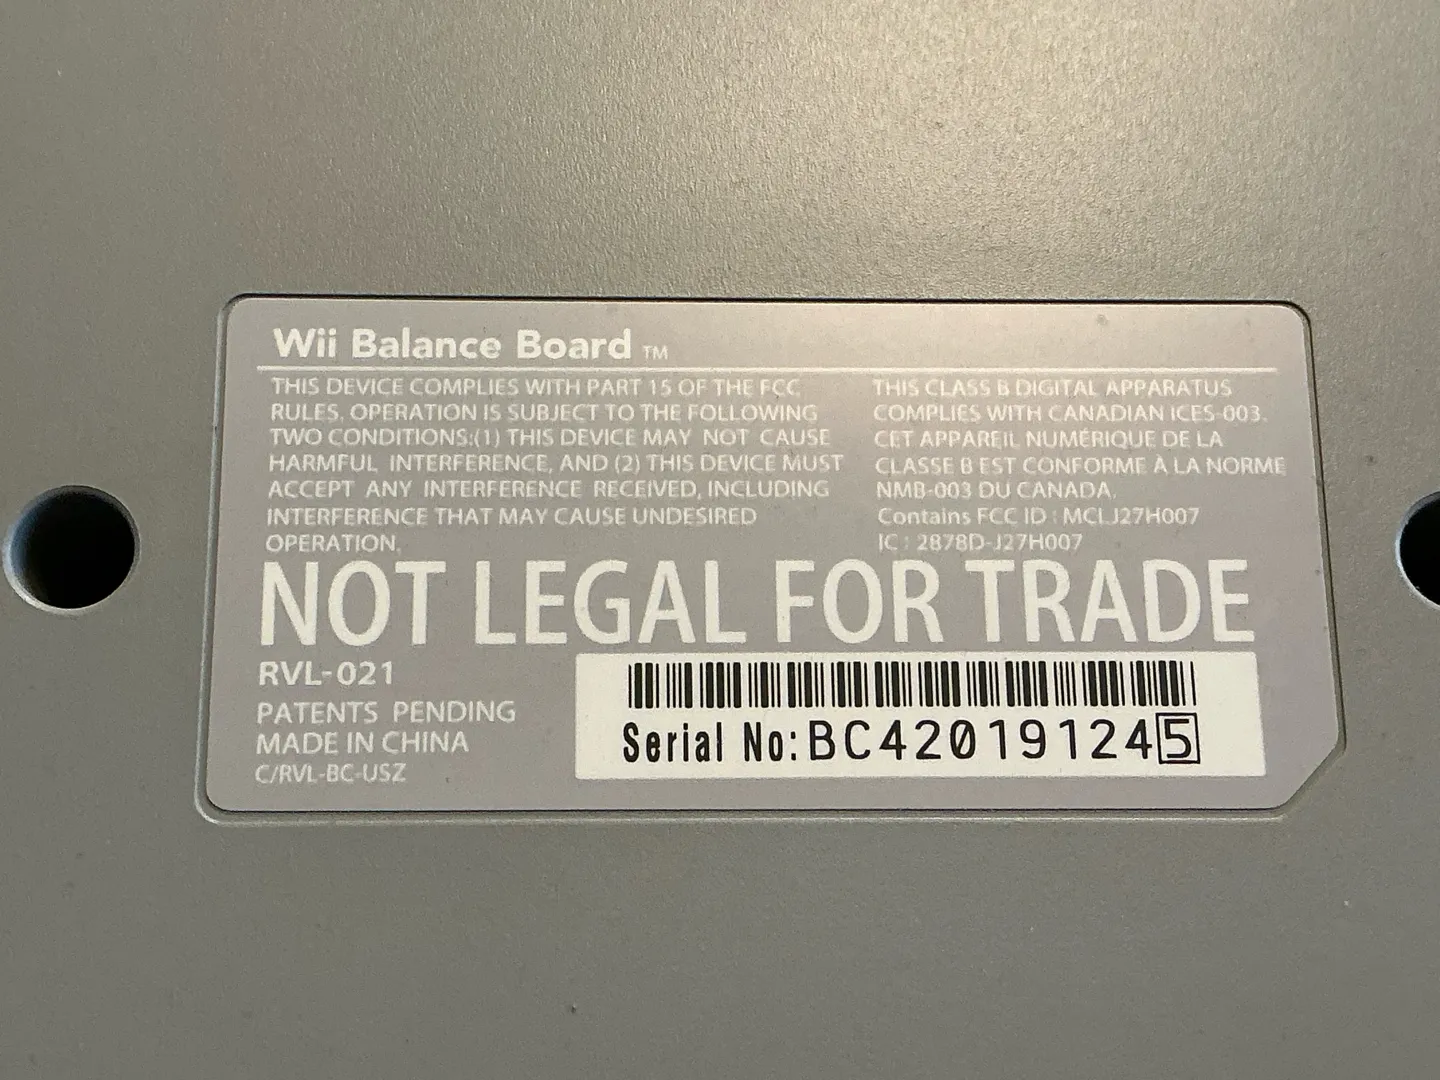 Wii Balance Board TM
THIS DEVICE COMPLIES WITH PART 15 OF THE FCC
RULES. OPERATION IS SUBJECT TO THE FOLLOWING
TWO CONDITIONS:(1) THIS DEVICE MAY NOT CAUSE
HARMFUL INTERFERENCE, AND (2) THIS DEVICE MUST
ACCEPT ANY INTERFERENCE RECEIVED, INCLUDING
INTERFERENCE THAT MAY CAUSE UNDESIRED
OPERATION.
THIS CLASS B DIGITAL APPARATUS
COMPLIES WITH CANADIAN ICES-003.
CET APPAREIL NUMÉRIQUE DE LA
CLASSE B EST CONFORME À LA NORME
NMB-003 DU CANADA.
Contains FCC ID : MCLJ27H007
IC : 2878D-J27H007
NOT LEGAL FOR TRADE
RVL-021
PATENTS PENDING
MADE IN CHINA
C/RVL-BC-USZ
Serial No:BC420191245